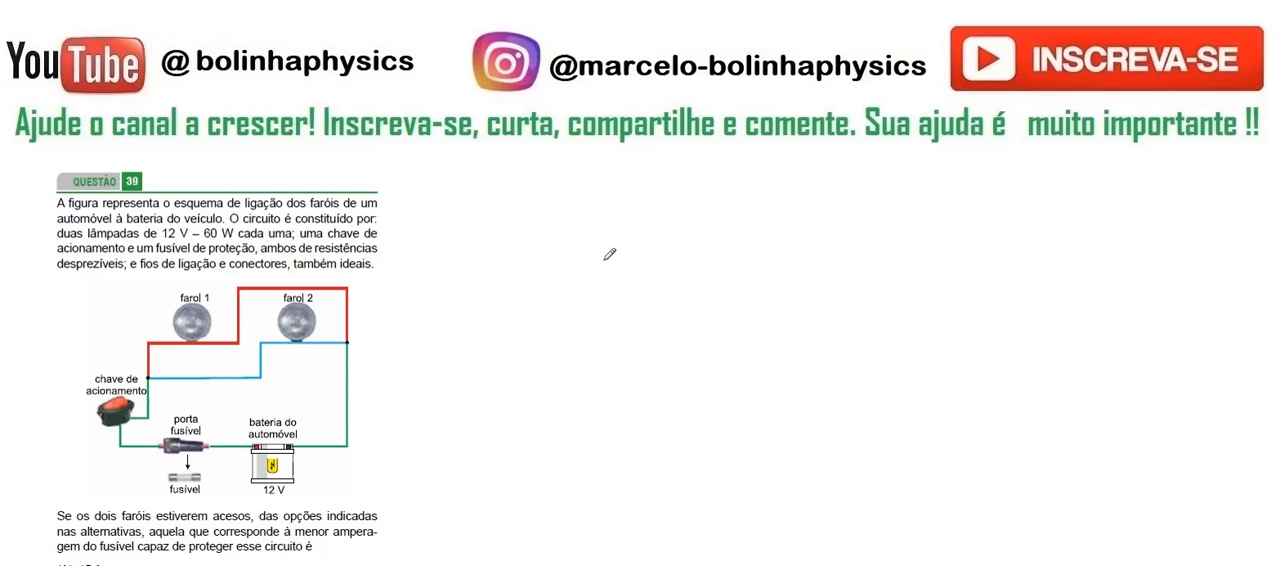 YouTube @bolinhaphysics
@marcelo-bolinhaphysics
INSCREVA-SE
Ajude o canal a crescer! Inscreva-se, curta, compartilhe e comente. Sua ajuda é muito importante !!
QUESTÃO 39
A figura representa o esquema de ligação dos faróis de um
automóvel à bateria do veículo. O circuito é constituído por:
duas lâmpadas de 12 V – 60 W cada uma; uma chave de
acionamento e um fusível de proteção, ambos de resistências
desprezíveis; e fios de ligação e conectores, também ideais.
farol 1
farol 2
chave de
acionamento
porta
fusível
bateria do
automóvel
fusível
12 V
Se os dois faróis estiverem acesos, das opções indicadas
nas alternativas, aquela que corresponde à menor ampera-
gem do fusível capaz de proteger esse circuito é